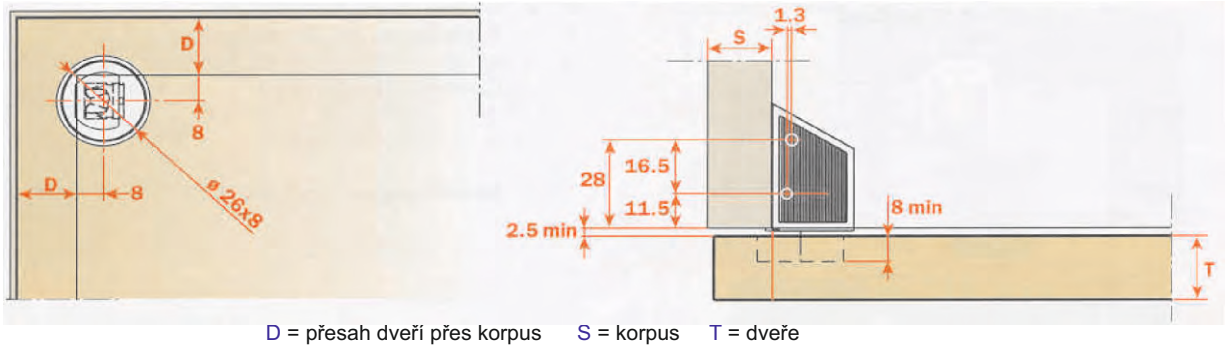 D
8
D
8
ø 26x8
1.3
S
28
16.5
11.5
2.5 min
8 min
T
D = přesah dveří přes korpus S = korpus T = dveře